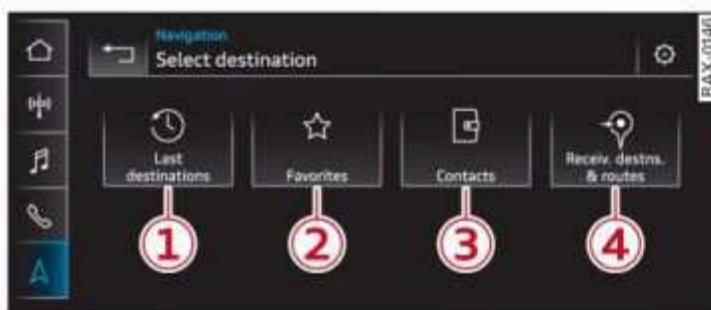 Navigation
Select destination
RAX-0146
Last
destinations
Favorites
Contacts
Receiv. destns.
& routes
1
2
3
4